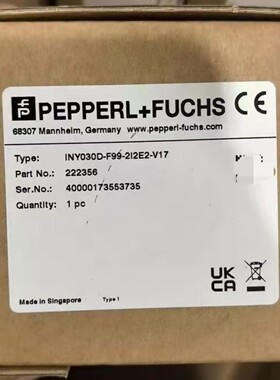 PEPPERL+FUCHS CE
68307 Mannheim, Germany www.pepperl-fuchs.com
Type: INY030D-F99-2I2E2-V17
Part No.: 222356
Ser.No.: 40000173553735
Quantity: 1 pc
UK
CA
Made in Singapore Type 1